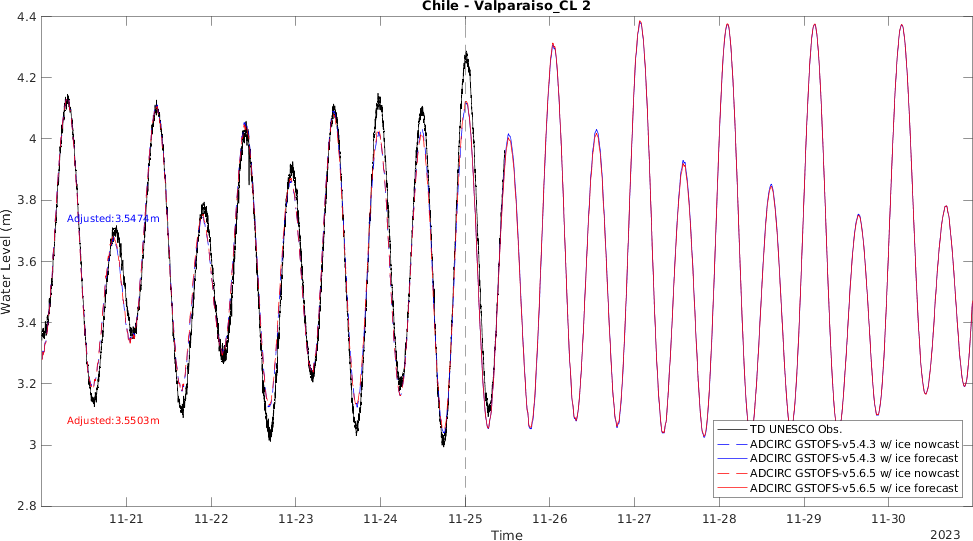 Chile - Valparaiso_CL 2
4.4
4.2
4
3.8
3.6
3.4
3.2
3
2.8
Water Level (m)
Adjusted:3.5474m
Adjusted:3.5503m
TD UNESCO Obs.
ADCIRC GSTOFS-v5.4.3 w/ ice nowcast
ADCIRC GSTOFS-v5.4.3 w/ ice forecast
ADCIRC GSTOFS-v5.6.5 w/ ice nowcast
ADCIRC GSTOFS-v5.6.5 w/ ice forecast
11-21 11-22 11-23 11-24 11-25 11-26 11-27 11-28 11-29 11-30
Time
2023